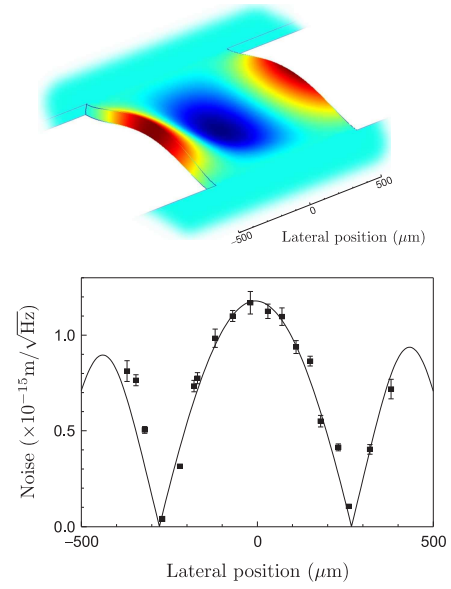 500
0
−500
Lateral position (μm)
Noise (×10⁻¹⁵m/√Hz)
1.0
0.5
0.0
−500 0 500
Lateral position (μm)